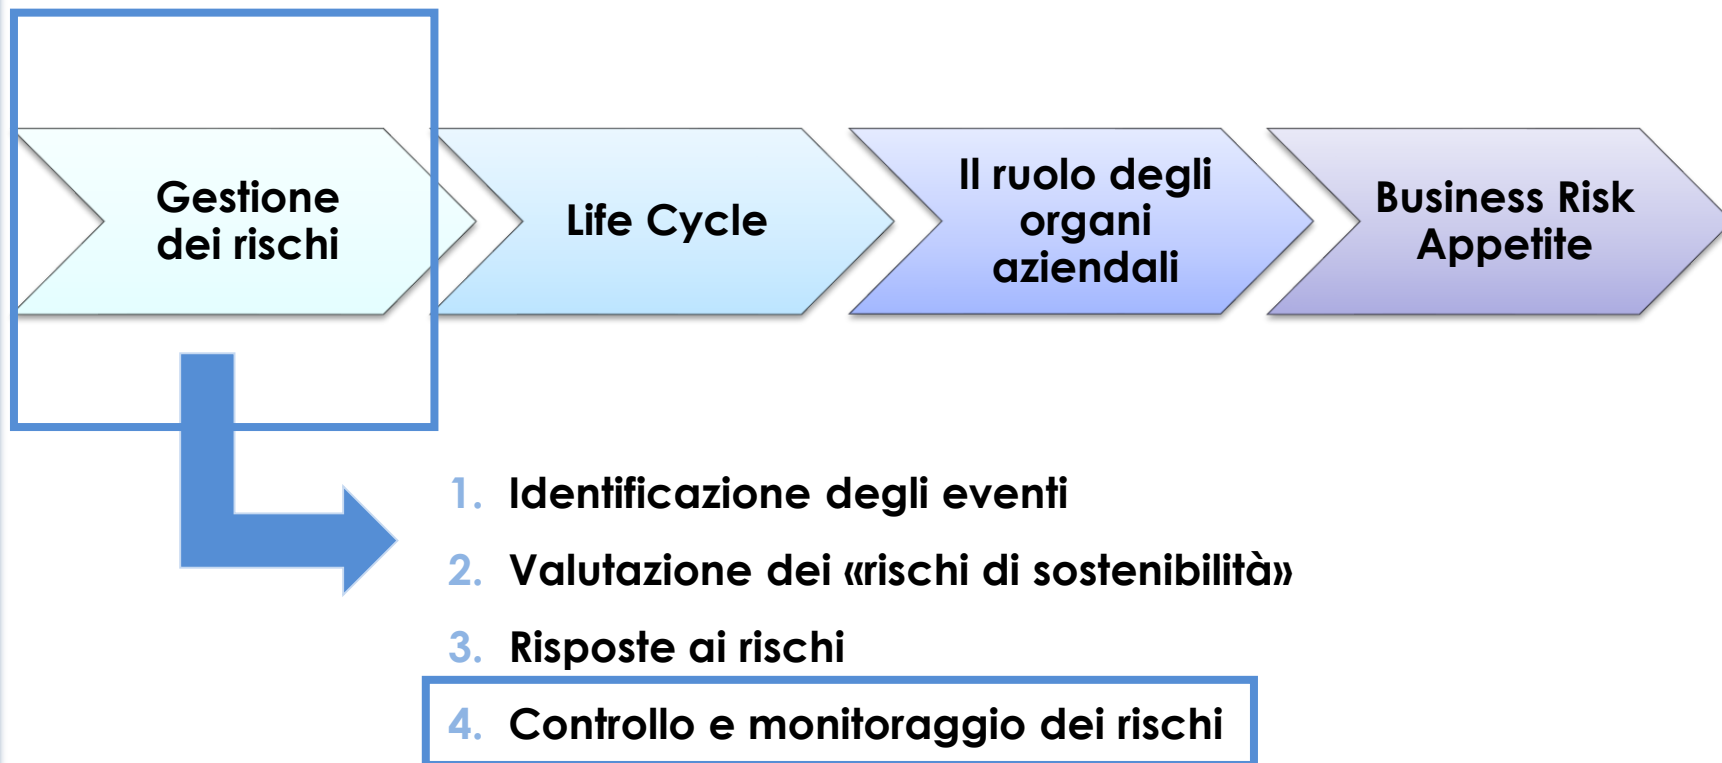 Gestione
dei rischi
Life Cycle
Il ruolo degli
organi
aziendali
Business Risk
Appetite
1. Identificazione degli eventi
2. Valutazione dei «rischi di sostenibilità»
3. Risposte ai rischi
4. Controllo e monitoraggio dei rischi